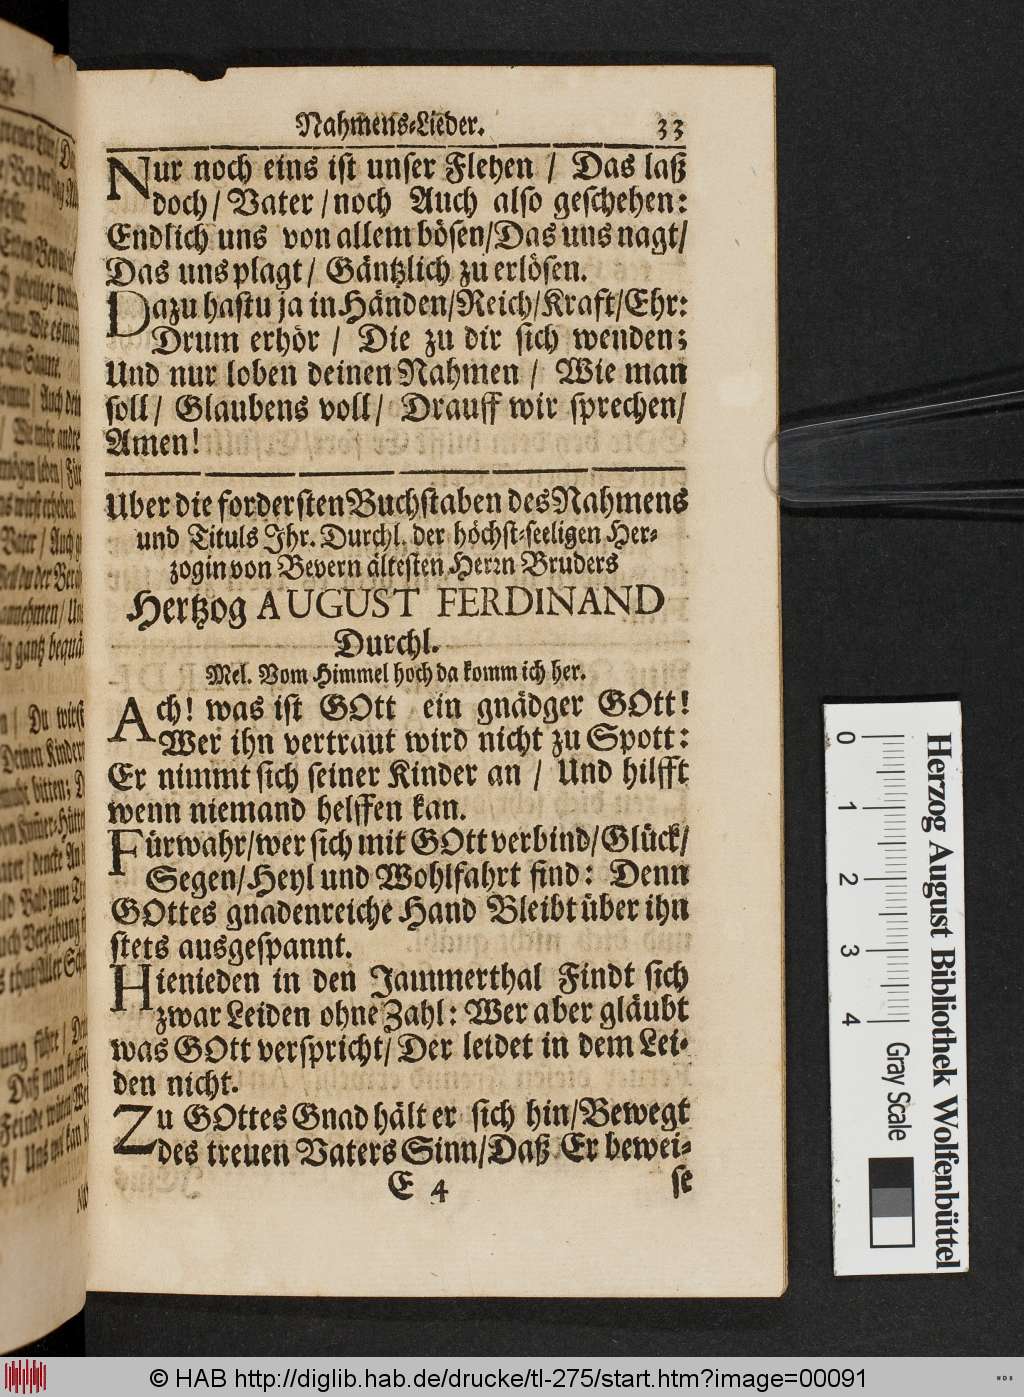 Nahmens-Lieder. 33
Nur noch eins ist unser Flehen / Das laß
doch / Vater / noch Auch also geschehen:
Endlich uns von allem bösen / Das uns nagt /
Das uns plagt / Gäntzlich zu erlösen.
Dazu hastu ja in Händen / Reich / Kraft / Ehr:
Drum erhör / Die zu dir sich wenden;
Und nur loben deinen Nahmen / Wie man
soll / Glaubens voll / Drauff wir sprechen /
Amen!
Uber die fordersten Buchstaben des Nahmens
und Tituls Ihr. Durchl. der höchst-seeligen Her-
zogin von Bevern ältesten Herrn Bruders
Hertzog AUGUST FERDINAND
Durchl.
Mel. Vom Himmel hoch da komm ich her.
Ach! was ist GOtt ein gnädger GOtt!
Wer ihn vertraut wird nicht zu Spott:
Er nimmt sich seiner Kinder an / Und hilfft
wenn niemand helffen kan.
Fürwahr / wer sich mit GOtt verbind / Glück /
Segen / Heyl und Wohlfahrt find: Denn
GOttes gnadenreiche Hand Bleibt über ihn
stets ausgespannt.
Hienieden in den Jammerthal Findt sich
zwar Leiden ohne Zahl: Wer aber gläubt
was GOtt verspricht / Der leidet in dem Lei-
den nicht.
Zu GOttes Gnad hält er sich hin / Bewegt
des treuen Vaters Sinn / Daß Er bewei-
E 4 se
Herzog August Bibliothek Wolfenbüttel
0 1 2 3 4 Gray Scale
© HAB http://diglib.hab.de/drucke/tl-275/start.htm?image=00091